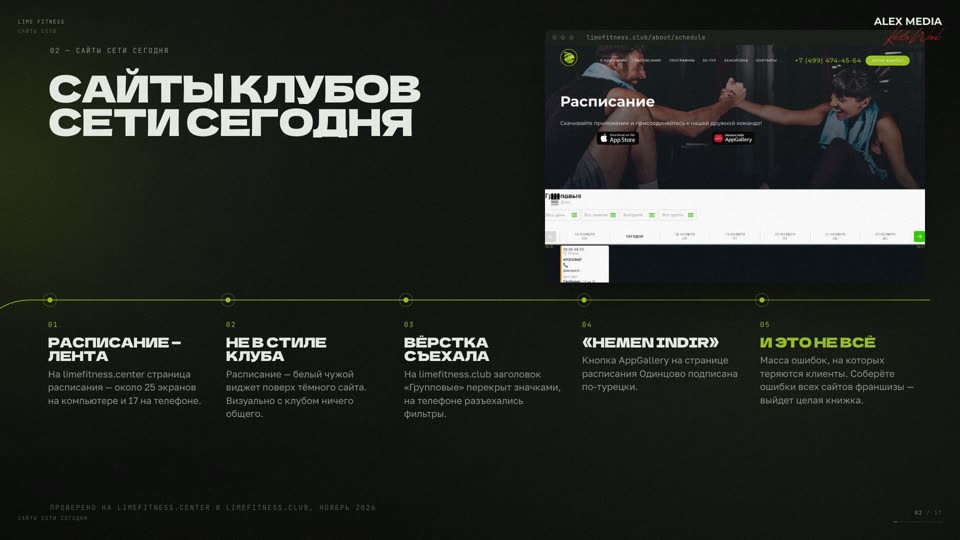 LIME FITNESS
САЙТЫ СЕТИ
ALEX MEDIA
02 — САЙТЫ СЕТИ СЕГОДНЯ
САЙТЫ КЛУБОВ
СЕТИ СЕГОДНЯ
limefitness.club/about/schedule
РАСПИСАНИЕ
ПРОГРАММЫ
КОНТАКТЫ
+7 (499) 474-45-64
Расписание
Скачивайте приложение и присоединяйтесь к нашей дружной команде!
App Store
AppGallery
СЕГОДНЯ
01
РАСПИСАНИЕ –
ЛЕНТА
На limefitness.center страница
расписания — около 25 экранов
на компьютере и 17 на телефоне.
02
НЕ В СТИЛЕ
КЛУБА
Расписание — белый чужой
виджет поверх тёмного сайта.
Визуально с клубом ничего
общего.
03
ВЁРСТКА
СЪЕХАЛА
На limefitness.club заголовок
«Групповые» перекрыт значками,
на телефоне разъехались
фильтры.
04
«HEMEN INDIR»
Кнопка AppGallery на странице
расписания Одинцово подписана
по-турецки.
05
И ЭТО НЕ ВСЁ
Масса ошибок, на которых
теряются клиенты. Соберёте
ошибки всех сайтов франшизы —
выйдет целая книжка.
ПРОВЕРЕНО НА LIMEFITNESS.CENTER И LIMEFITNESS.CLUB, НОЯБРЬ 2026
САЙТЫ СЕТИ СЕГОДНЯ
02 / 17